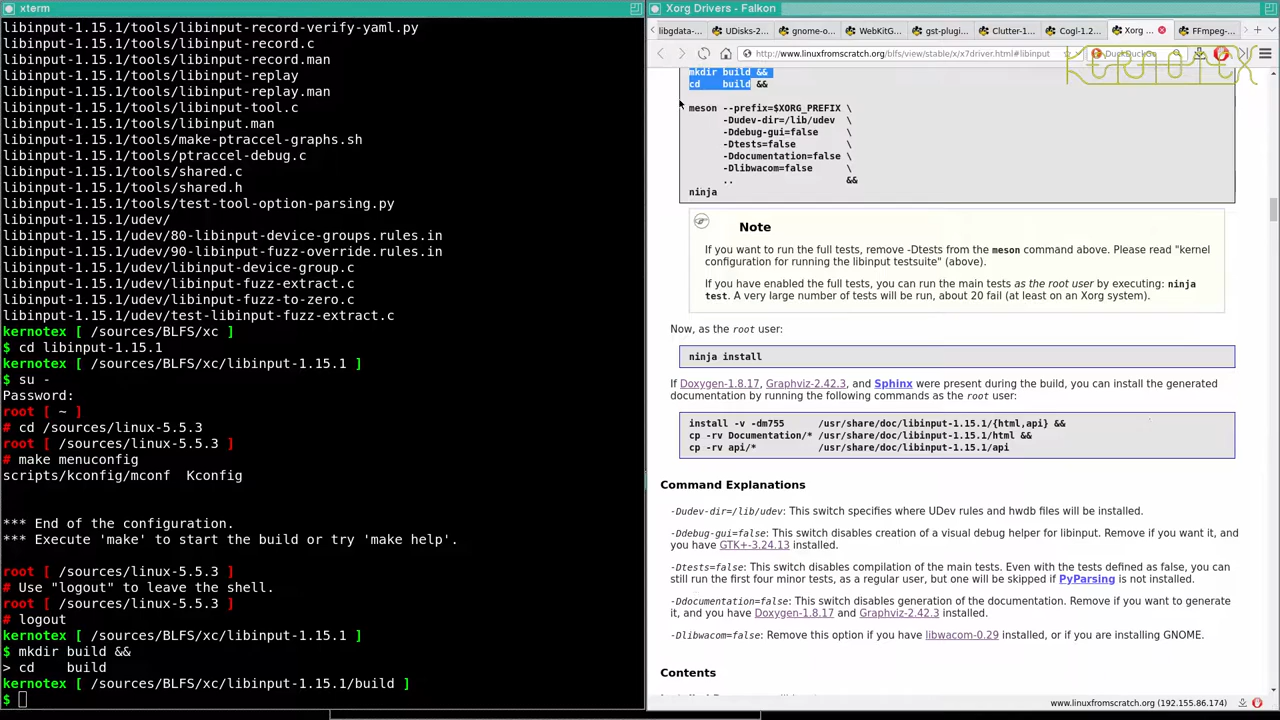 xterm
libinput-1.15.1/tools/libinput-record-verify-yaml.py
libinput-1.15.1/tools/libinput-record.c
libinput-1.15.1/tools/libinput-record.man
libinput-1.15.1/tools/libinput-replay
libinput-1.15.1/tools/libinput-replay.man
libinput-1.15.1/tools/libinput-tool.c
libinput-1.15.1/tools/libinput.man
libinput-1.15.1/tools/make-ptraccel-graphs.sh
libinput-1.15.1/tools/ptraccel-debug.c
libinput-1.15.1/tools/shared.c
libinput-1.15.1/tools/shared.h
libinput-1.15.1/tools/test-tool-option-parsing.py
libinput-1.15.1/udev/
libinput-1.15.1/udev/80-libinput-device-groups.rules.in
libinput-1.15.1/udev/90-libinput-fuzz-override.rules.in
libinput-1.15.1/udev/libinput-device-group.c
libinput-1.15.1/udev/libinput-fuzz-extract.c
libinput-1.15.1/udev/libinput-fuzz-to-zero.c
libinput-1.15.1/udev/test-libinput-fuzz-extract.c
kernotex [ /sources/BLFS/xc ]
$ cd libinput-1.15.1
kernotex [ /sources/BLFS/xc/libinput-1.15.1 ]
$ su -
Password:
root [ ~ ]
# cd /sources/linux-5.5.3
root [ /sources/linux-5.5.3 ]
# make menuconfig
scripts/kconfig/mconf  Kconfig
*** End of the configuration.
*** Execute 'make' to start the build or try 'make help'.
root [ /sources/linux-5.5.3 ]
# Use "logout" to leave the shell.
root [ /sources/linux-5.5.3 ]
# logout
kernotex [ /sources/BLFS/xc/libinput-1.15.1 ]
$ mkdir build &&
> cd    build
kernotex [ /sources/BLFS/xc/libinput-1.15.1/build ]
$
Xorg Drivers - Falkon
libgdata-
UDisks-2...
gnome-o...
WebKitG...
gst-plugi...
Clutter-1...
Cogl-1.2...
Xorg ...
FFmpeg-...
http://www.linuxfromscratch.org/blfs/view/stable/x/x7driver.html#libinput
DuckDuckGo
KERNOTEX
mkdir build &&
cd    build &&
meson --prefix=$XORG_PREFIX \
-Dudev-dir=/lib/udev \
-Ddebug-gui=false \
-Dtests=false \
-Ddocumentation=false \
-Dlibwacom=false \
.. &&
ninja
Note
If you want to run the full tests, remove -Dtests from the meson command above. Please read "kernel
configuration for running the libinput testsuite" (above).
If you have enabled the full tests, you can run the main tests as the root user by executing: ninja
test. A very large number of tests will be run, about 20 fail (at least on an Xorg system).
Now, as the root user:
ninja install
If Doxygen-1.8.17, Graphviz-2.42.3, and Sphinx were present during the build, you can install the generated
documentation by running the following commands as the root user:
install -v -dm755 /usr/share/doc/libinput-1.15.1/{html,api} &&
cp -rv Documentation/* /usr/share/doc/libinput-1.15.1/html &&
cp -rv api/* /usr/share/doc/libinput-1.15.1/api
Command Explanations
-Dudev-dir=/lib/udev: This switch specifies where UDev rules and hwdb files will be installed.
-Ddebug-gui=false: This switch disables creation of a visual debug helper for libinput. Remove if you want it, and
you have GTK+-3.24.13 installed.
-Dtests=false: This switch disables compilation of the main tests. Even with the tests defined as false, you can
still run the first four minor tests, as a regular user, but one will be skipped if PyParsing is not installed.
-Ddocumentation=false: This switch disables generation of the documentation. Remove if you want to generate
it, and you have Doxygen-1.8.17 and Graphviz-2.42.3 installed.
-Dlibwacom=false: Remove this option if you have libwacom-0.29 installed, or if you are installing GNOME.
Contents
www.linuxfromscratch.org (192.155.86.174)